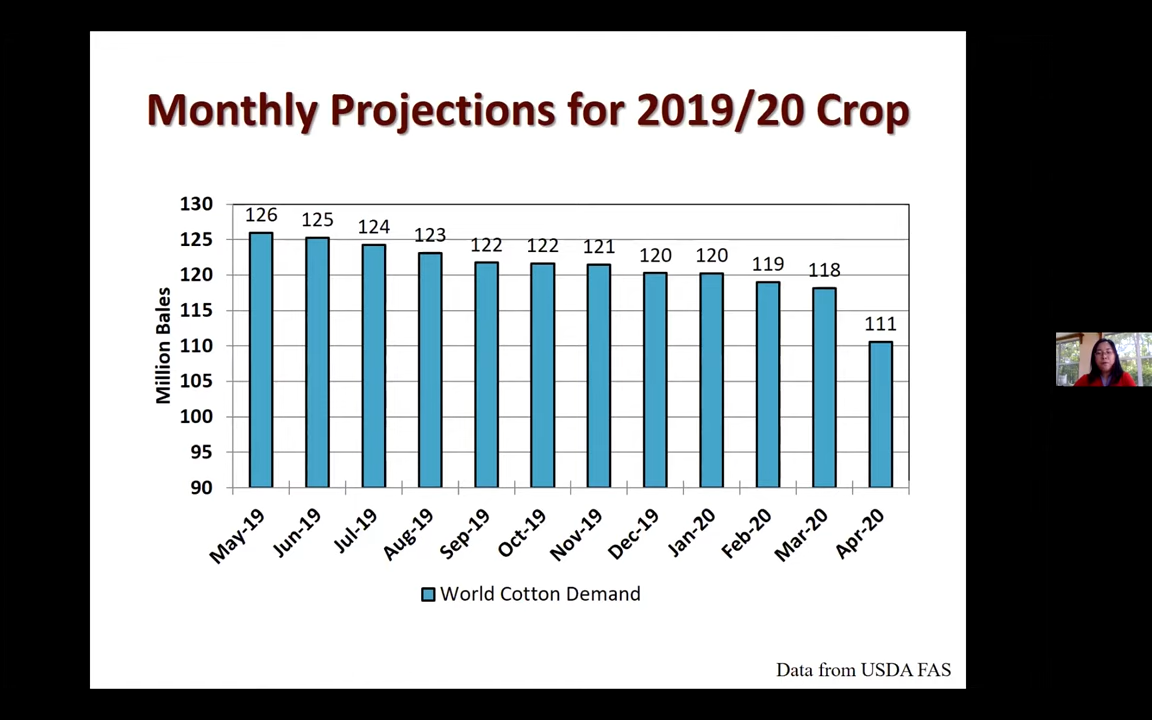 Monthly Projections for 2019/20 Crop
Million Bales
130
125
120
115
110
105
100
95
90
126
125
124
123
122
122
121
120
120
119
118
111
May-19
Jun-19
Jul-19
Aug-19
Sep-19
Oct-19
Nov-19
Dec-19
Jan-20
Feb-20
Mar-20
Apr-20
World Cotton Demand
Data from USDA FAS